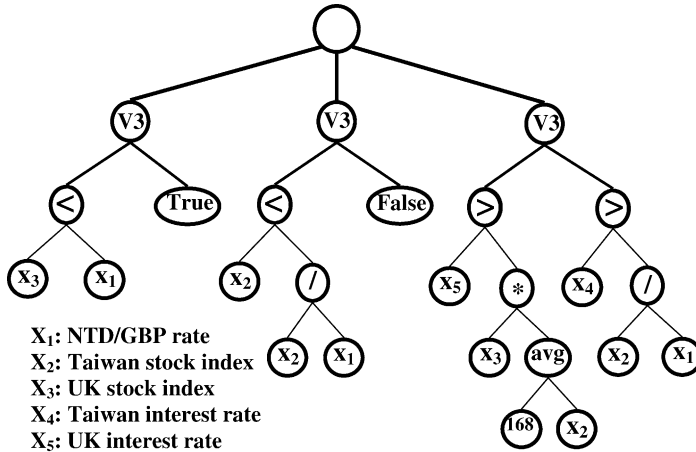 V3 V3 V3
< True < False > >
x3 x1 x2 / x5 * x4 /
x2 x1 x3 avg x2 x1
168 x2
X1: NTD/GBP rate
X2: Taiwan stock index
X3: UK stock index
X4: Taiwan interest rate
X5: UK interest rate